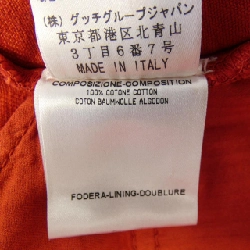 (株) グッチグループジャパン
東京都港区北青山
3丁目6番7号
MADE IN ITALY
COMPOSIZIONE-COMPOSITION
100% COTONE COTTON
COTON BAUMWOLLE ALGODON
FODERA-LINING-DOUBLURE